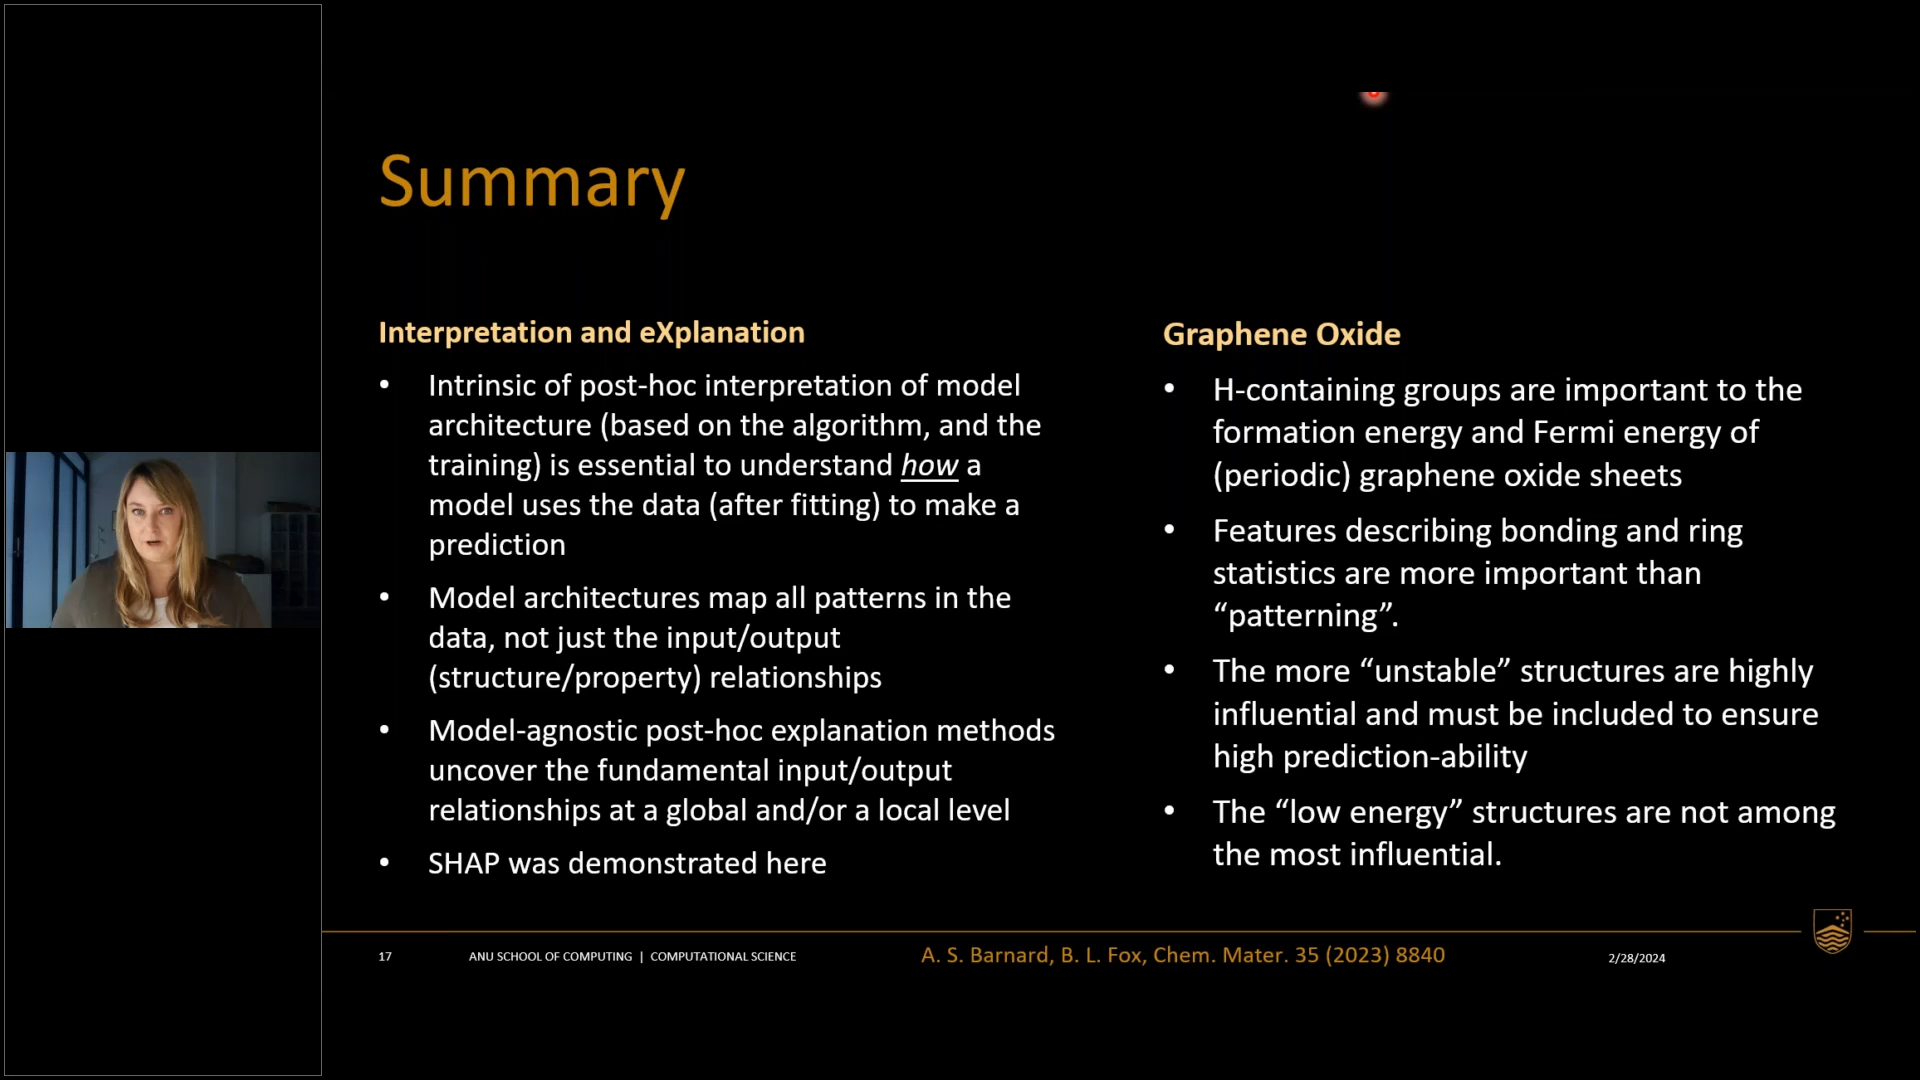 Summary
Interpretation and eXplanation
• Intrinsic of post-hoc interpretation of model
architecture (based on the algorithm, and the
training) is essential to understand how a
model uses the data (after fitting) to make a
prediction
• Model architectures map all patterns in the
data, not just the input/output
(structure/property) relationships
• Model-agnostic post-hoc explanation methods
uncover the fundamental input/output
relationships at a global and/or a local level
• SHAP was demonstrated here
Graphene Oxide
• H-containing groups are important to the
formation energy and Fermi energy of
(periodic) graphene oxide sheets
• Features describing bonding and ring
statistics are more important than
“patterning”.
• The more “unstable” structures are highly
influential and must be included to ensure
high prediction-ability
• The “low energy” structures are not among
the most influential.
17 ANU SCHOOL OF COMPUTING | COMPUTATIONAL SCIENCE A. S. Barnard, B. L. Fox, Chem. Mater. 35 (2023) 8840 2/28/2024